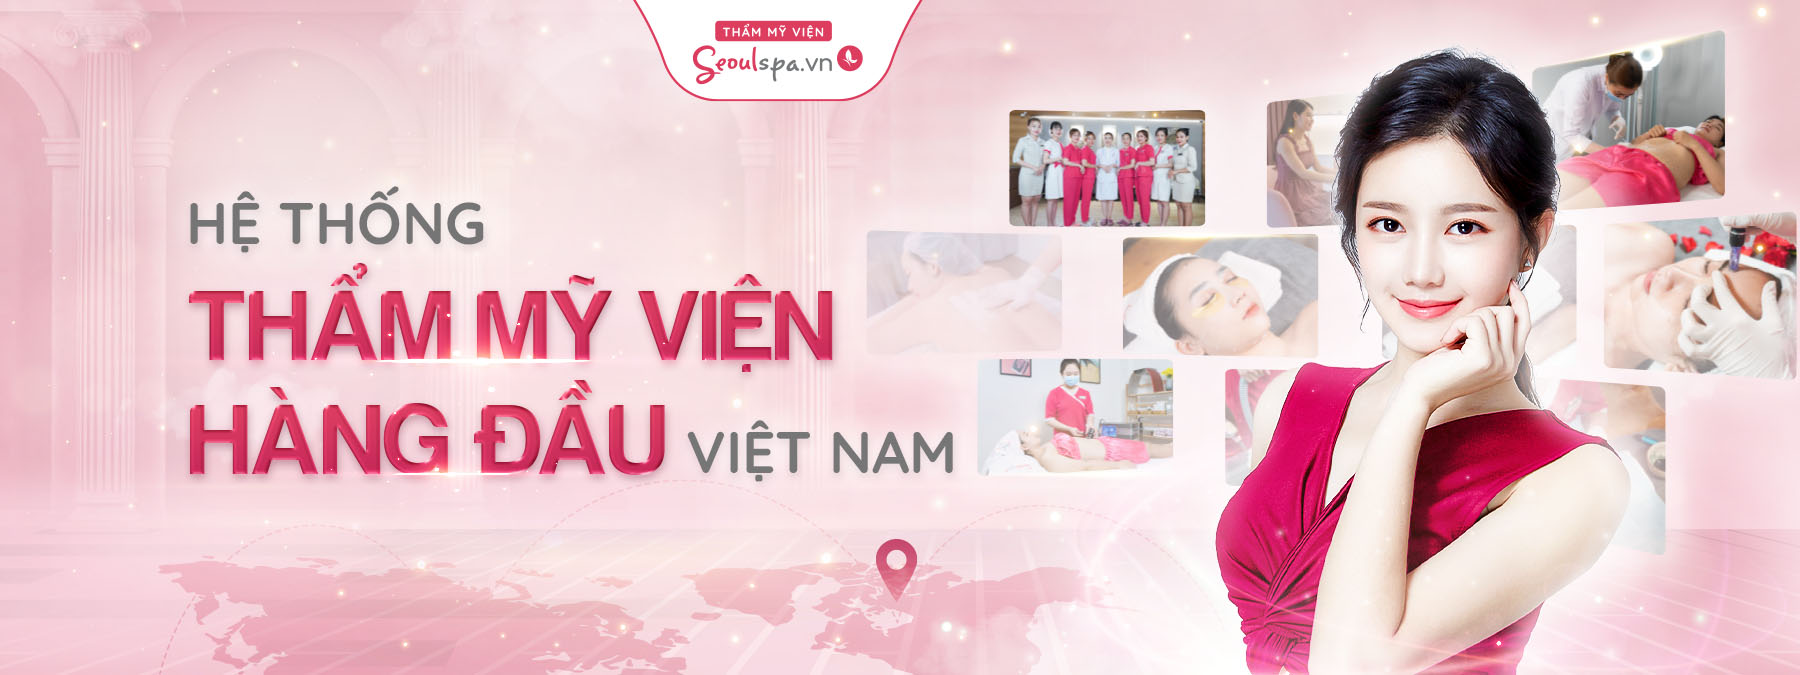 THẨM MỸ VIỆN
Seoulspa.vn
HỆ THỐNG
THẨM MỸ VIỆN
HÀNG ĐẦU VIỆT NAM